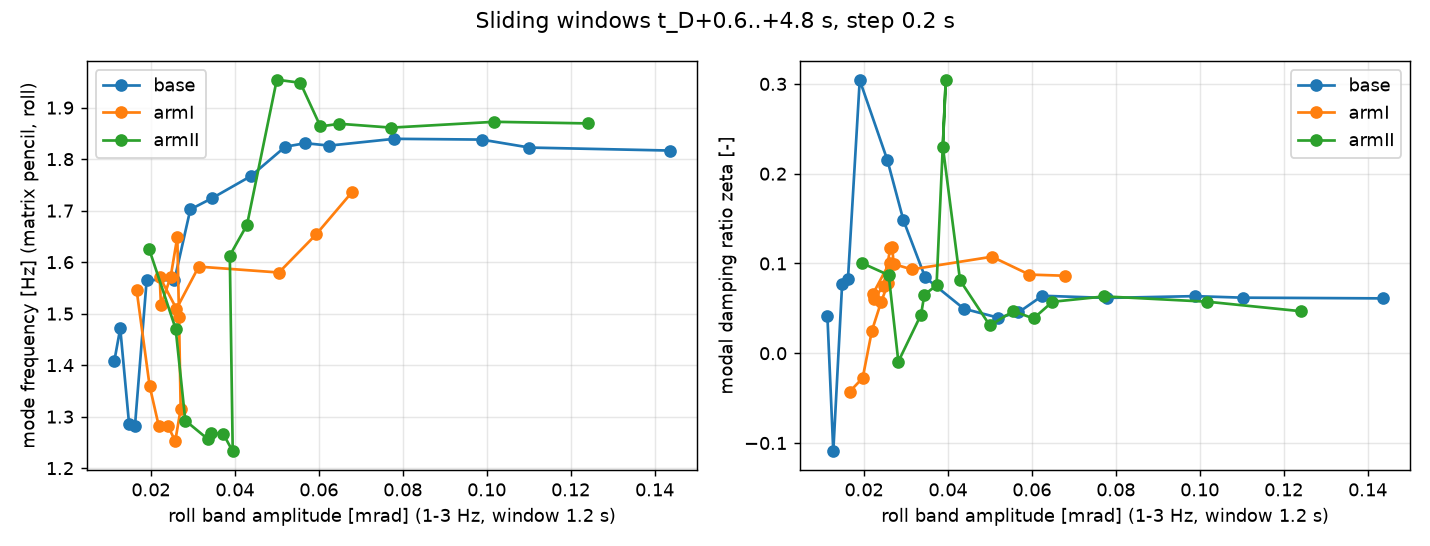 Sliding windows t_D+0.6..+4.8 s, step 0.2 s
mode frequency [Hz] (matrix pencil, roll)
1.9
1.8
1.7
1.6
1.5
1.4
1.3
1.2
base
armI
armII
0.02 0.04 0.06 0.08 0.10 0.12 0.14
roll band amplitude [mrad] (1-3 Hz, window 1.2 s)
modal damping ratio zeta [-]
0.3
0.2
0.1
0.0
−0.1
base
armI
armII
0.02 0.04 0.06 0.08 0.10 0.12 0.14
roll band amplitude [mrad] (1-3 Hz, window 1.2 s)